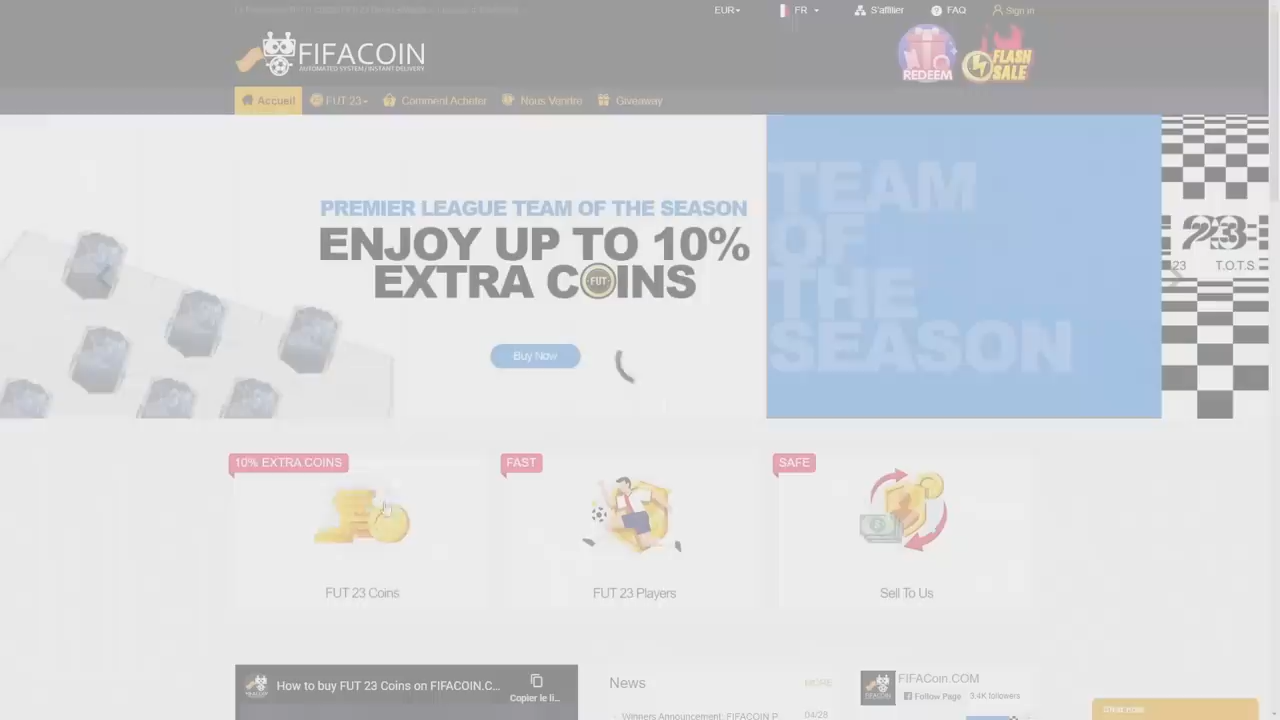 EUR
FR
S'affilier
FAQ
Sign in
FIFACOIN
AUTOMATED SYSTEM / INSTANT DELIVERY
REDEEM
FLASH
SALE
Accueil
FUT 23
Comment Acheter
Nous Vendre
Giveaway
PREMIER LEAGUE TEAM OF THE SEASON
ENJOY UP TO 10%
EXTRA COINS
FUT
Buy Now
TEAM
OF
THE
SEASON
23
23 T.O.T.S
10% EXTRA COINS
FAST
SAFE
FUT 23 Coins
FUT 23 Players
Sell To Us
How to buy FUT 23 Coins on FIFACOIN.C...
Copier le li...
News
MORE
Winners Announcement: FIFACOIN P
04/28
FIFACoin.COM
Follow Page
3.4K followers